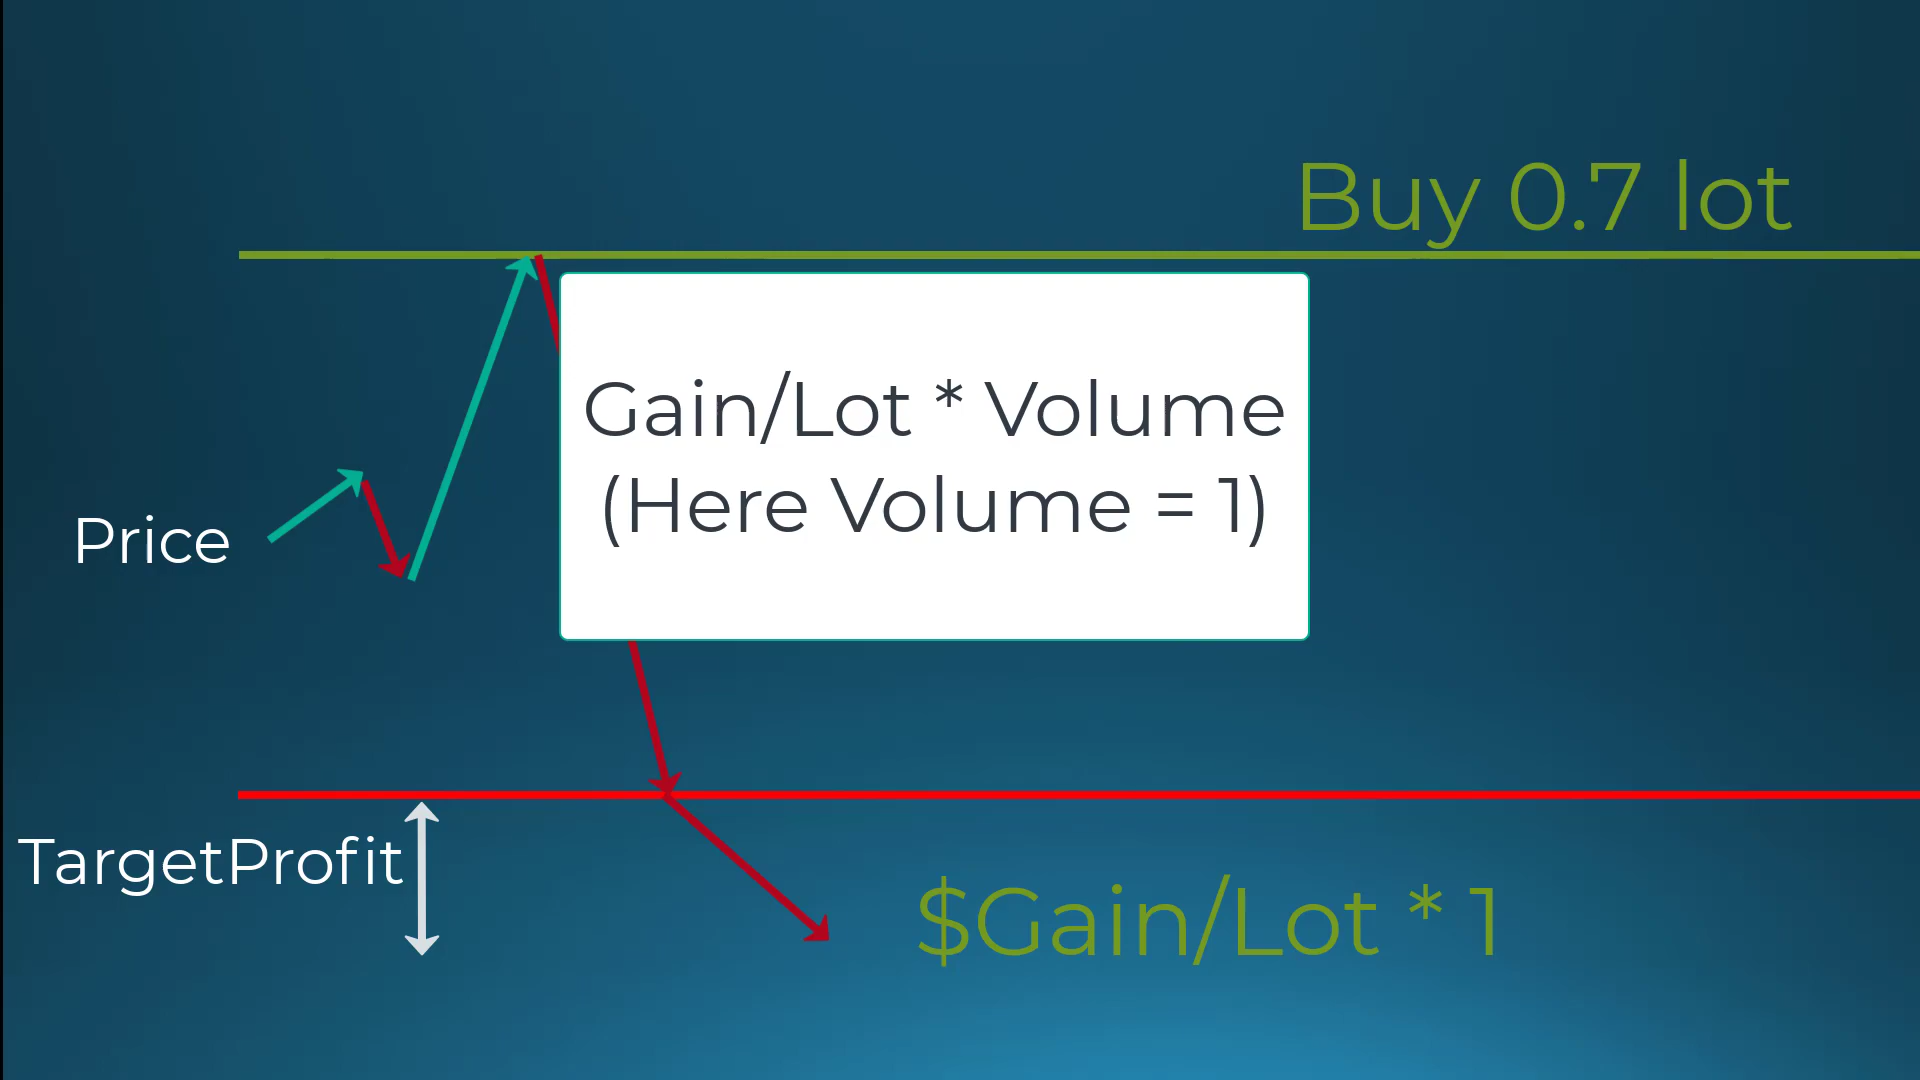 Buy 0.7 lot
Gain/Lot * Volume
(Here Volume = 1)
Price
TargetProfit
$Gain/Lot * 1